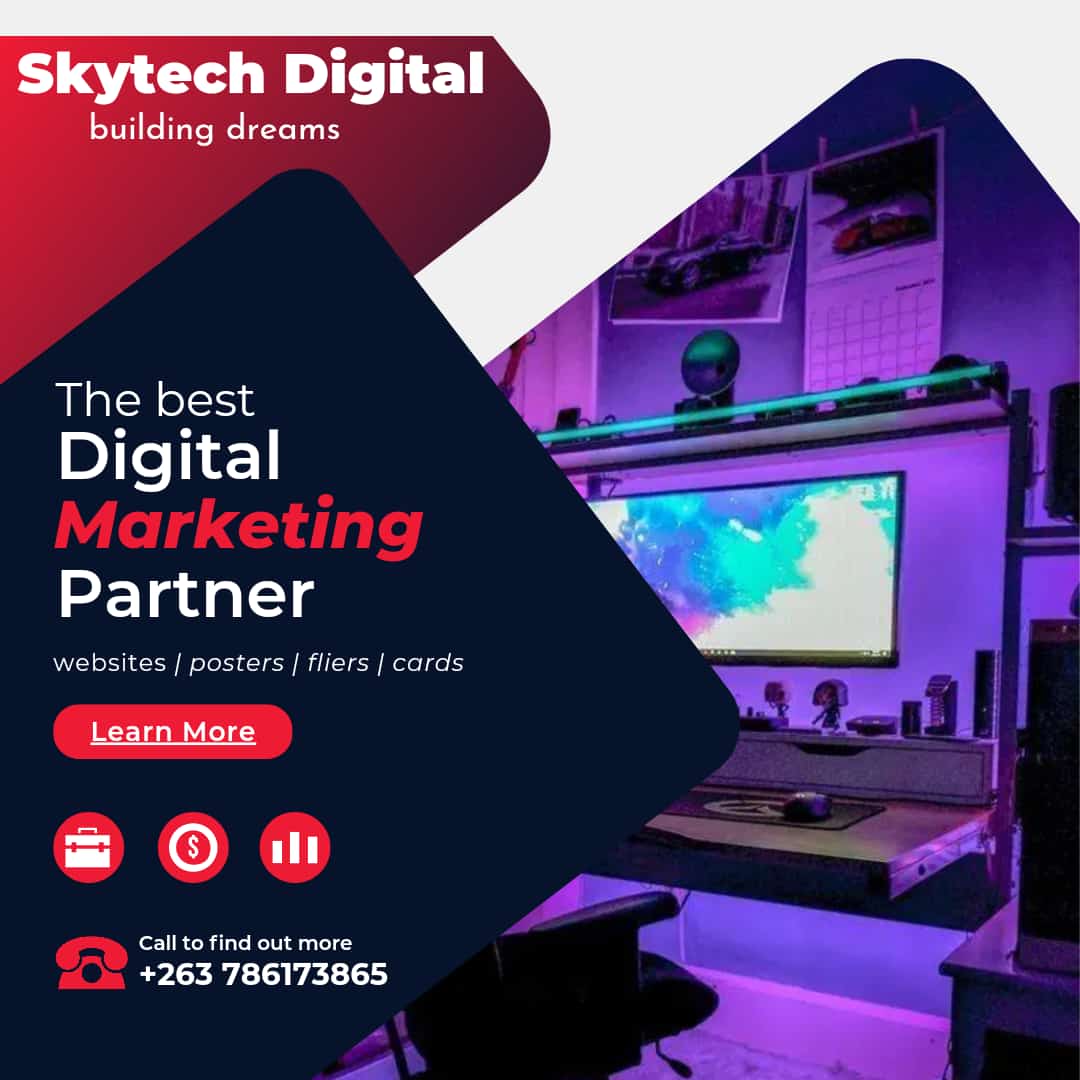 Skytech Digital
building dreams
The best
Digital
Marketing
Partner
websites | posters | fliers | cards
Learn More
$
Call to find out more
+263 786173865